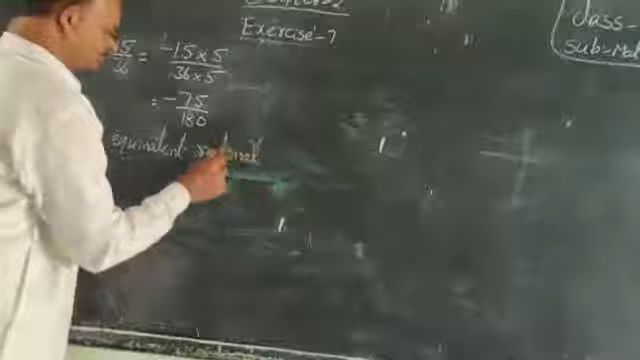 Exercise-7
Class-
Sub-Mat
15/36 = -15×5/36×5
= -75/180
equivalent rational